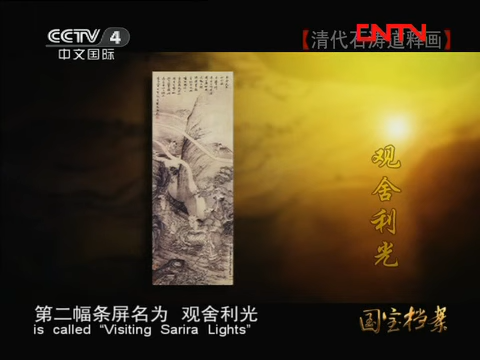 CCTV 4
中文国际
CNTV
【清代石涛道释画】
观舍利光
第二幅条屏名为 观舍利光
is called “Visiting Sarira Lights”
国宝档案